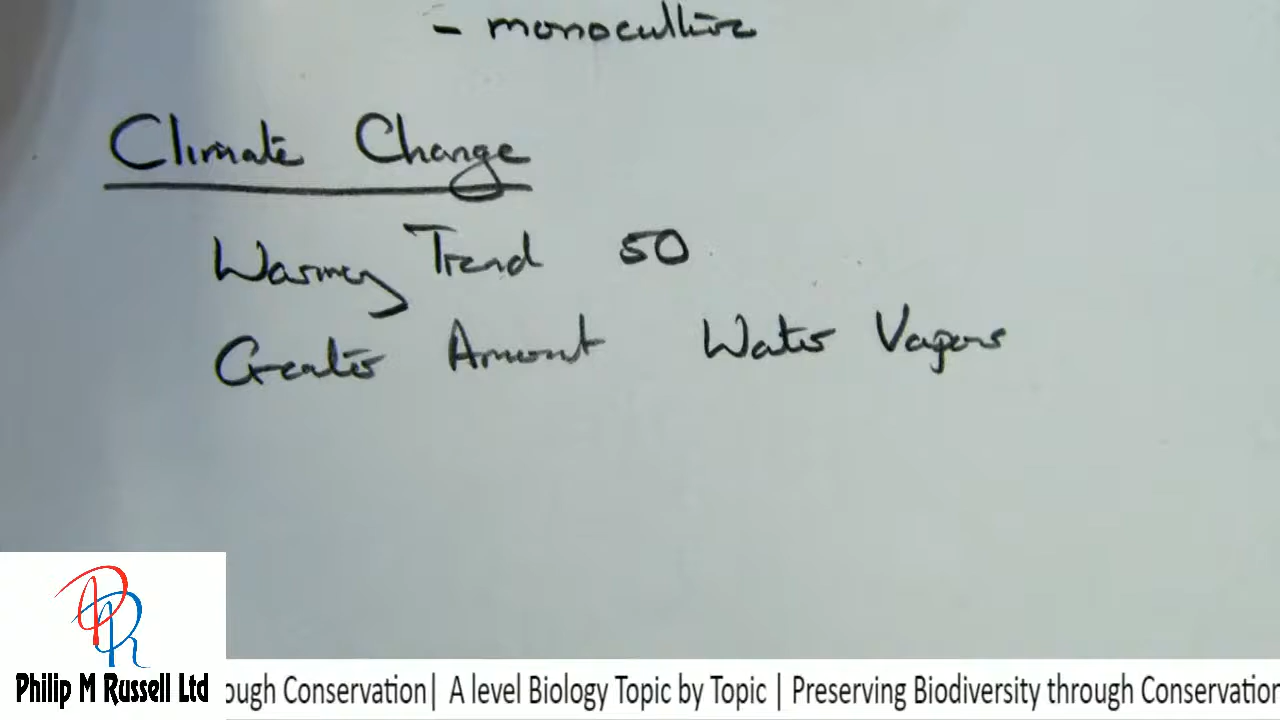 - monoculture
Climate Change
Warming Trend 50
Greater Amount Water Vapour
Philip M Russell Ltd
ough Conservation| A level Biology Topic by Topic | Preserving Biodiversity through Conservation